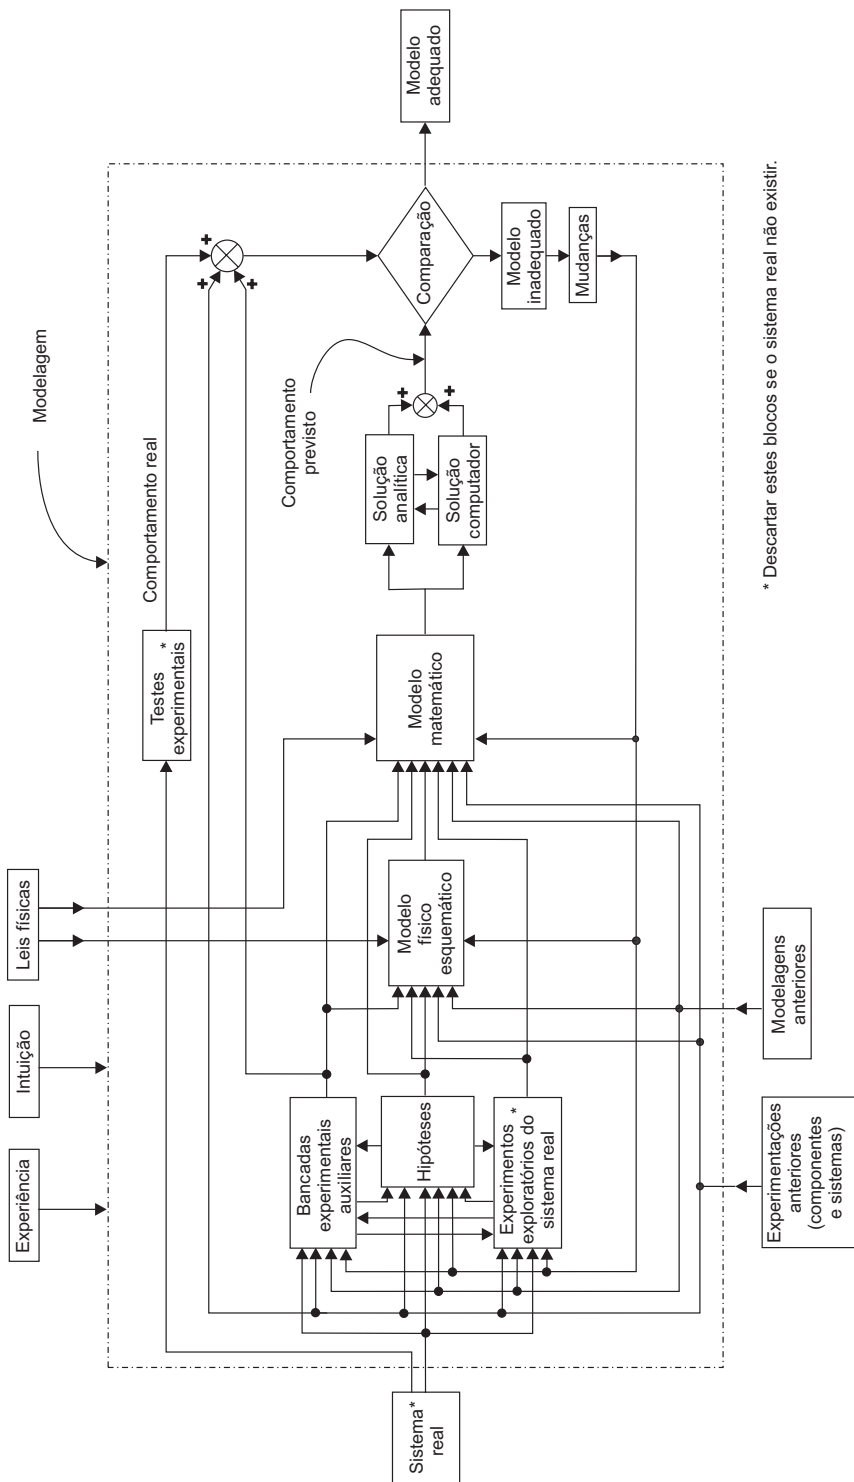 Experiência
Intuição
Leis físicas
Modelagem
Sistema*
real
Testes *
experimentais
Comportamento real
+
+
+
Bancadas
experimentais
auxiliares
Hipóteses
Experimentos *
exploratórios do
sistema real
Modelo
físico
esquemático
Modelo
matemático
Solução
analítica
Solução
computador
+
+
Comportamento
previsto
Comparação
Modelo
adequado
Modelo
inadequado
Mudanças
Experimentações
anteriores
(componentes
e sistemas)
Modelagens
anteriores
* Descartar estes blocos se o sistema real não existir.